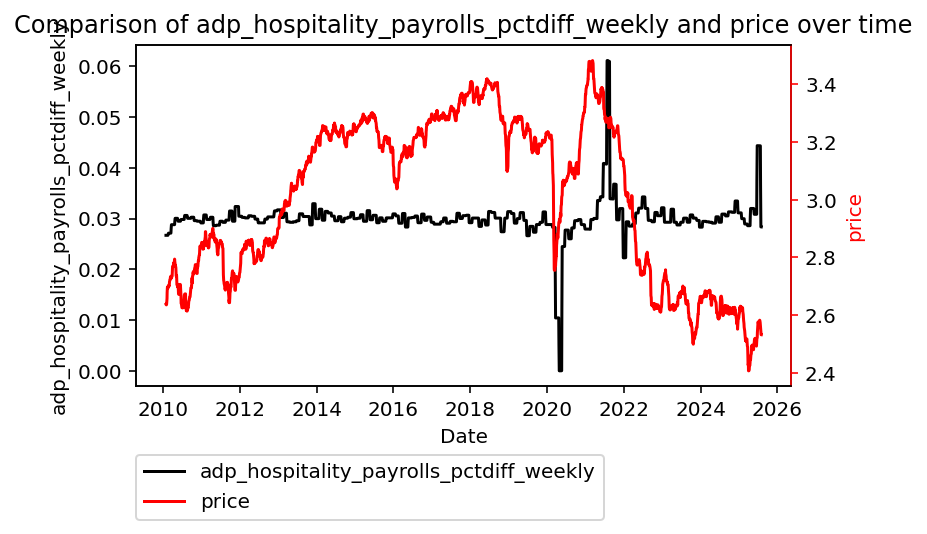 Comparison of adp_hospitality_payrolls_pctdiff_weekly and price over time
adp_hospitality_payrolls_pctdiff_weekly
0.06
0.05
0.04
0.03
0.02
0.01
0.00
3.4
3.2
3.0
2.8
2.6
2.4
price
2010 2012 2014 2016 2018 2020 2022 2024 2026
Date
adp_hospitality_payrolls_pctdiff_weekly
price